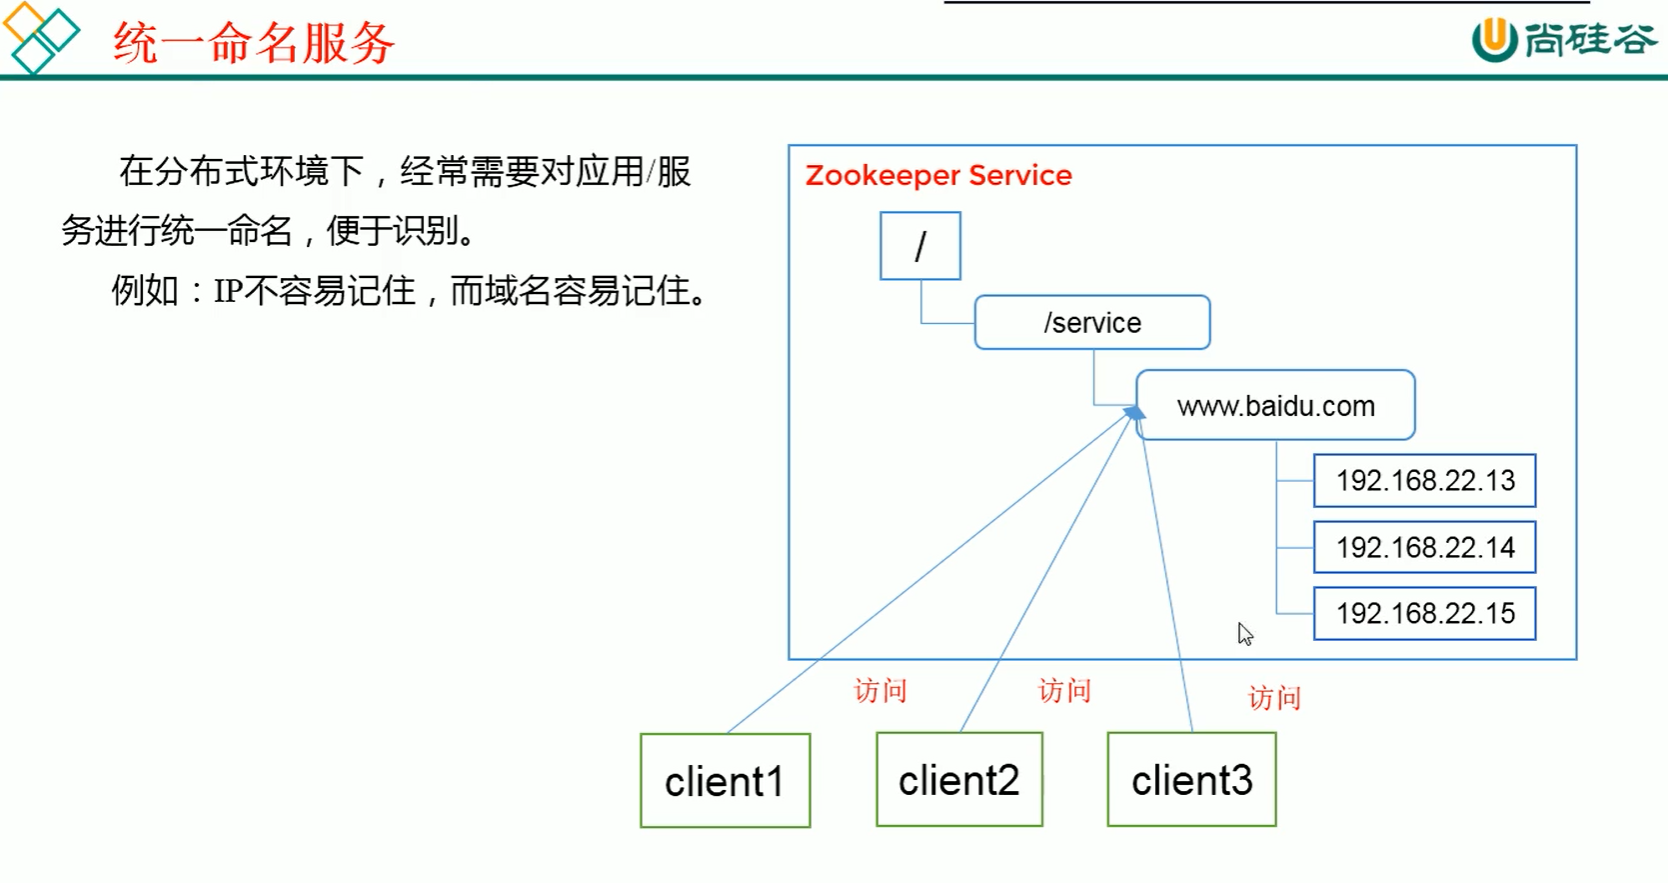 统一命名服务
尚硅谷
在分布式环境下，经常需要对应用/服
务进行统一命名，便于识别。
例如：IP不容易记住，而域名容易记住。
Zookeeper Service
/
/service
www.baidu.com
192.168.22.13
192.168.22.14
192.168.22.15
访问
访问
访问
client1
client2
client3